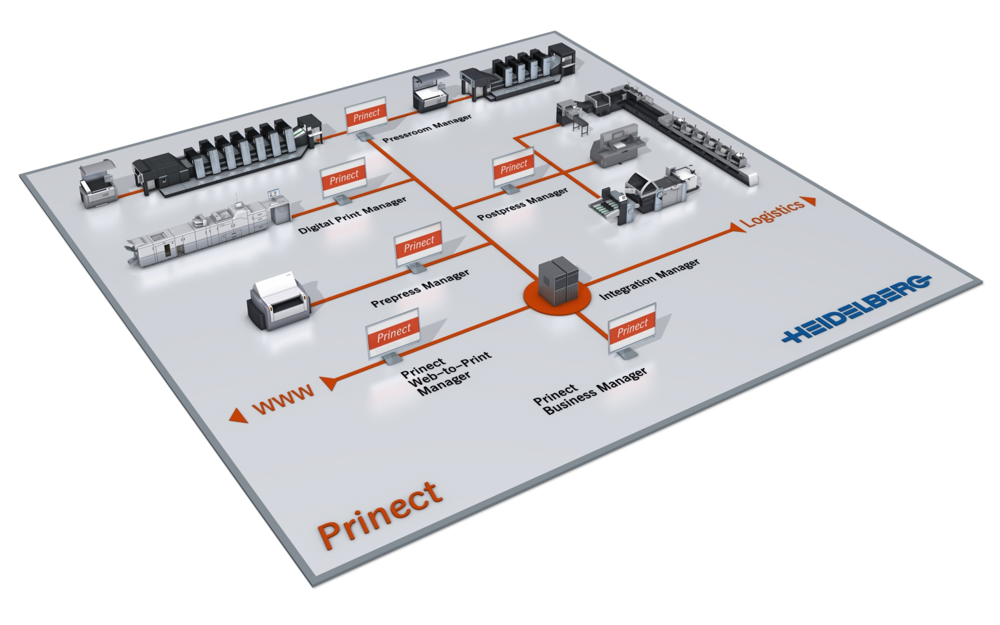 Prinect
Pressroom Manager
Prinect
Digital Print Manager
Prinect
Postpress Manager
Prinect
Prepress Manager
Logistics
Integration Manager
HEIDELBERG
Prinect
Prinect
Web-to-Print
Manager
Prinect
Prinect
Business Manager
WWW
Prinect